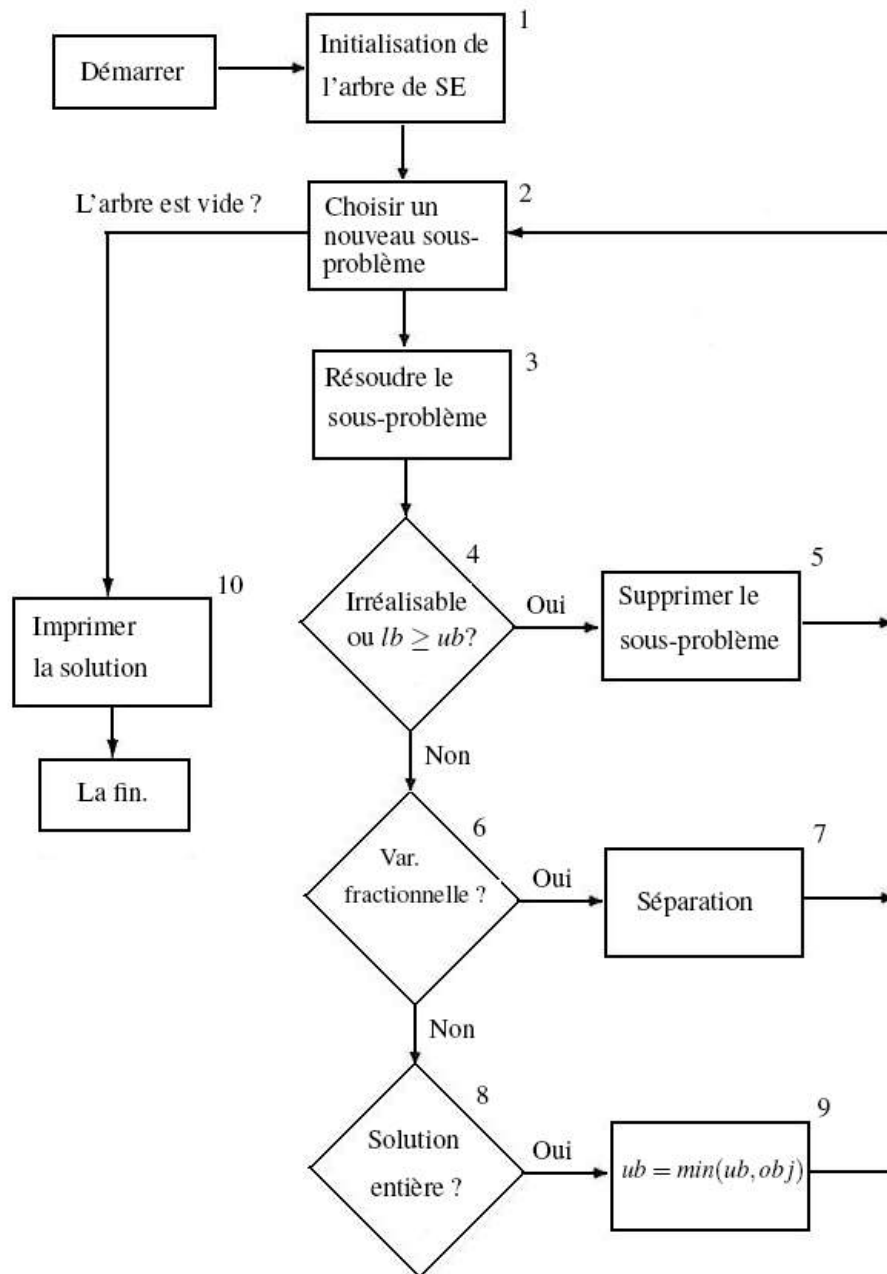 1
Démarrer
Initialisation de
l'arbre de SE
L'arbre est vide ?
2
Choisir un
nouveau sous-
problème
3
Résoudre le
sous-problème
4
Irréalisable
ou lb ≥ ub?
Oui
5
Supprimer le
sous-problème
10
Imprimer
la solution
Non
La fin.
6
Var.
fractionnelle ?
Oui
7
Séparation
Non
8
Solution
entière ?
Oui
9
ub = min(ub, obj)